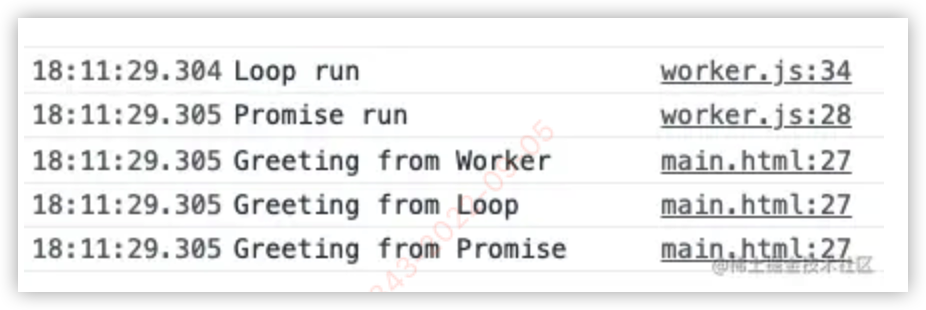 18:11:29.304 Loop run worker.js:34
18:11:29.305 Promise run worker.js:28
18:11:29.305 Greeting from Worker main.html:27
18:11:29.305 Greeting from Loop main.html:27
18:11:29.305 Greeting from Promise main.html:27
@稀土掘金技术社区